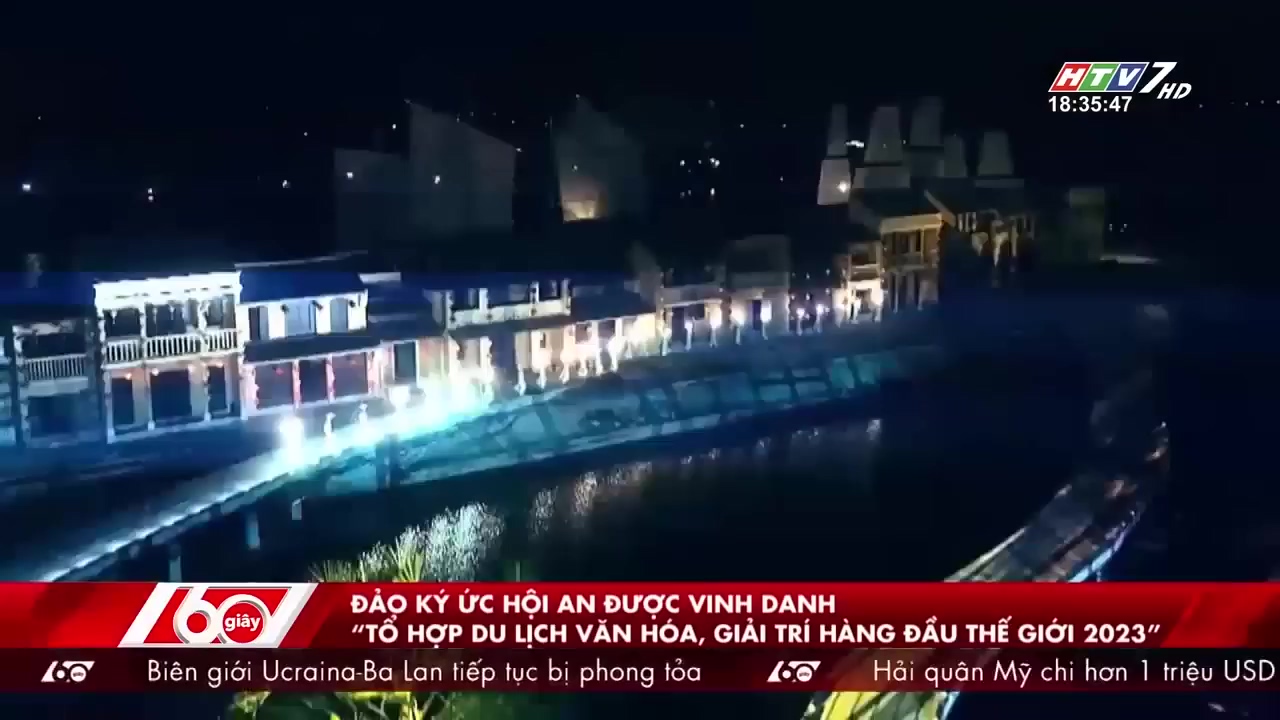 HTV7 HD
18:35:47
60 giây
ĐẢO KÝ ỨC HỘI AN ĐƯỢC VINH DANH
“TỔ HỢP DU LỊCH VĂN HÓA, GIẢI TRÍ HÀNG ĐẦU THẾ GIỚI 2023”
60 Biên giới Ucraina-Ba Lan tiếp tục bị phong tỏa 60 Hải quân Mỹ chi hơn 1 triệu USD